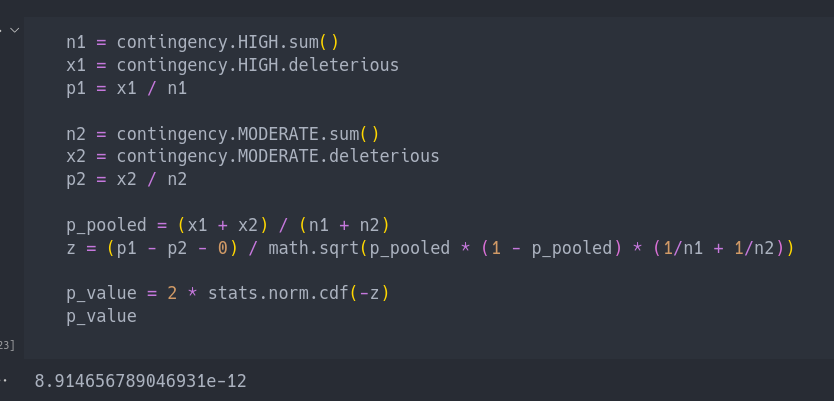 n1 = contingency.HIGH.sum()
x1 = contingency.HIGH.deleterious
p1 = x1 / n1
n2 = contingency.MODERATE.sum()
x2 = contingency.MODERATE.deleterious
p2 = x2 / n2
p_pooled = (x1 + x2) / (n1 + n2)
z = (p1 - p2 - 0) / math.sqrt(p_pooled * (1 - p_pooled) * (1/n1 + 1/n2))
p_value = 2 * stats.norm.cdf(-z)
p_value
23]
8.914656789046931e-12